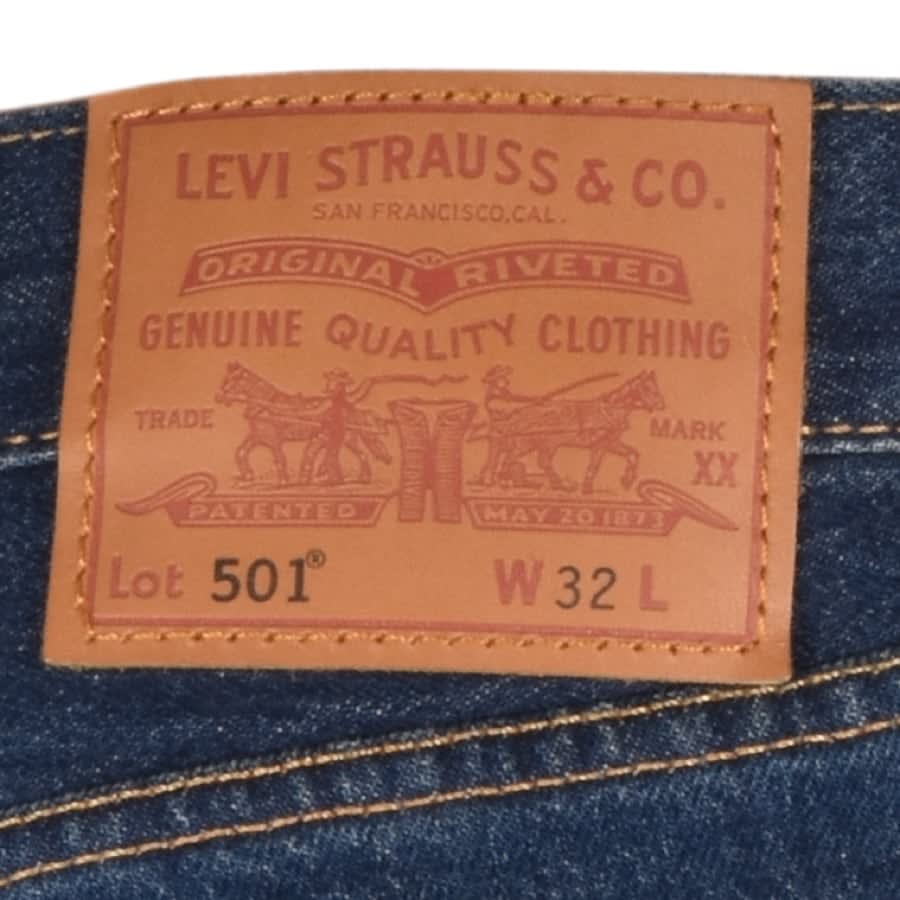 LEVI STRAUSS & CO.
SAN FRANCISCO, CAL.
ORIGINAL RIVETED
GENUINE QUALITY CLOTHING
TRADE MARK
XX
PATENTED MAY 20 1873
Lot 501® W 32 L